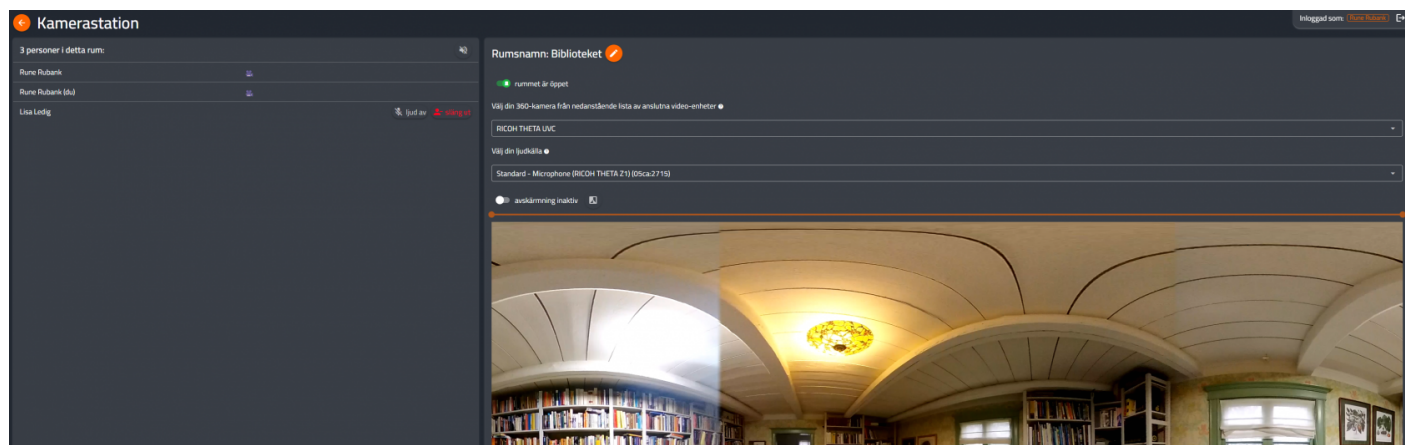 Kamerastation
Inloggad som: Rune Rubank
3 personer i detta rum:
Rune Rubank
Rune Rubank (du)
Lisa Ledig
ljud av
släng ut
Rumsnamn: Biblioteket
rummet är öppet
Välj din 360-kamera från nedanstående lista av anslutna video-enheter
RICOH THETA UVC
Välj din ljudkälla
Standard - Microphone (RICOH THETA Z1) (05ca:2715)
avskärmning inaktiv